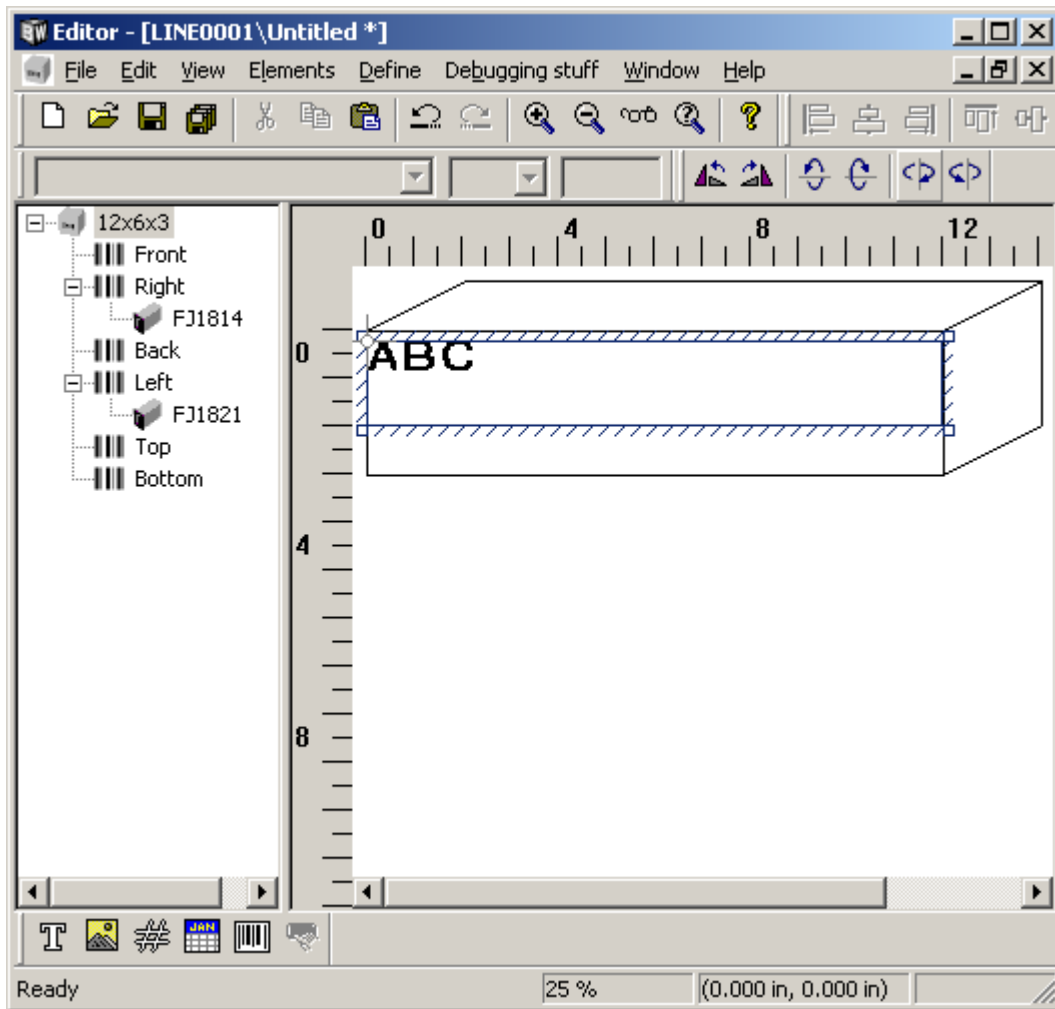 Editor - [LINE0001\Untitled *]
File Edit View Elements Define Debugging stuff Window Help
12x6x3
Front
Right
FJ1814
Back
Left
FJ1821
Top
Bottom
0 4 8 12
0
4
8
ABC
JAN
Ready 25 % (0.000 in, 0.000 in)